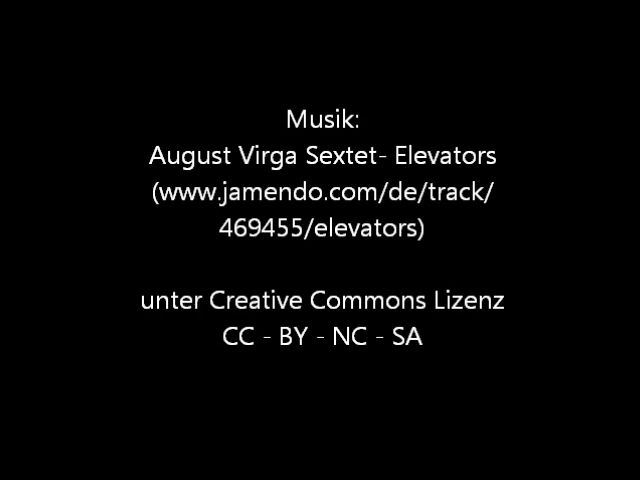 Musik:
August Virga Sextet- Elevators
(www.jamendo.com/de/track/
469455/elevators)
unter Creative Commons Lizenz
CC - BY - NC - SA